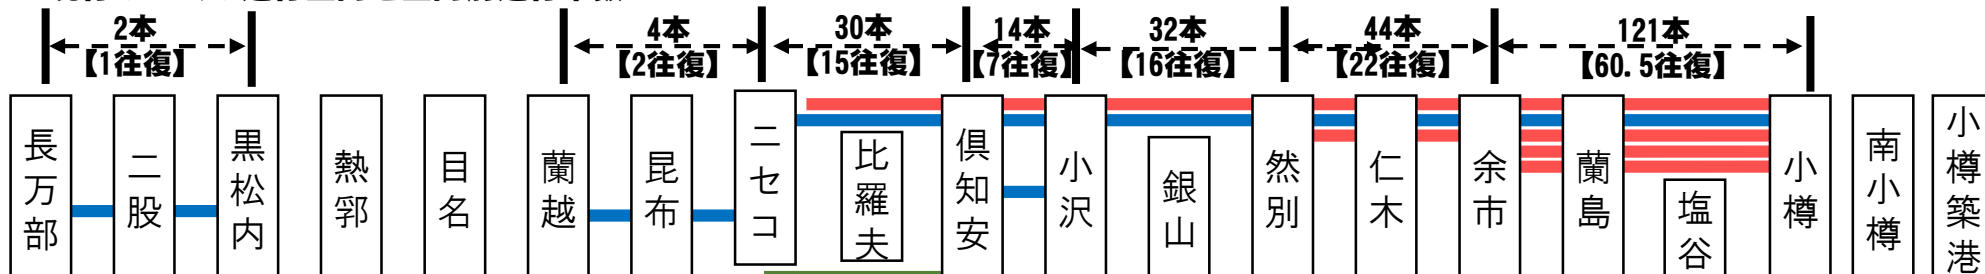 2本
【1往復】
4本
【2往復】
30本
【15往復】
14本
【7往復】
32本
【16往復】
44本
【22往復】
121本
【60.5往復】
長万部
二股
黒松内
熱郛
目名
蘭越
昆布
ニセコ
比羅夫
倶知安
小沢
銀山
然別
仁木
余市
蘭島
塩谷
小樽
南小樽
小樽築港